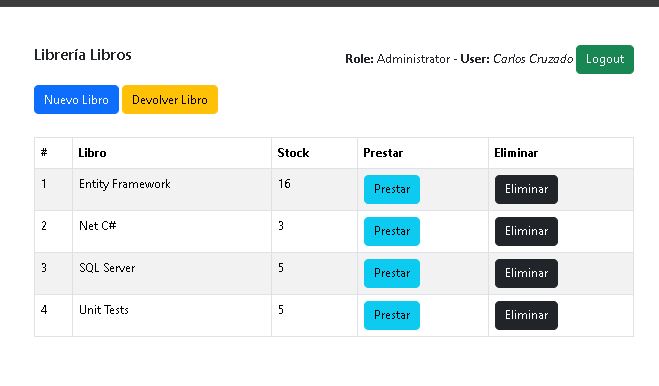 Librería Libros
Role: Administrator - User: Carlos Cruzado Logout
Nuevo Libro Devolver Libro
# Libro Stock Prestar Eliminar
1 Entity Framework 16 Prestar Eliminar
2 Net C# 3 Prestar Eliminar
3 SQL Server 5 Prestar Eliminar
4 Unit Tests 5 Prestar Eliminar